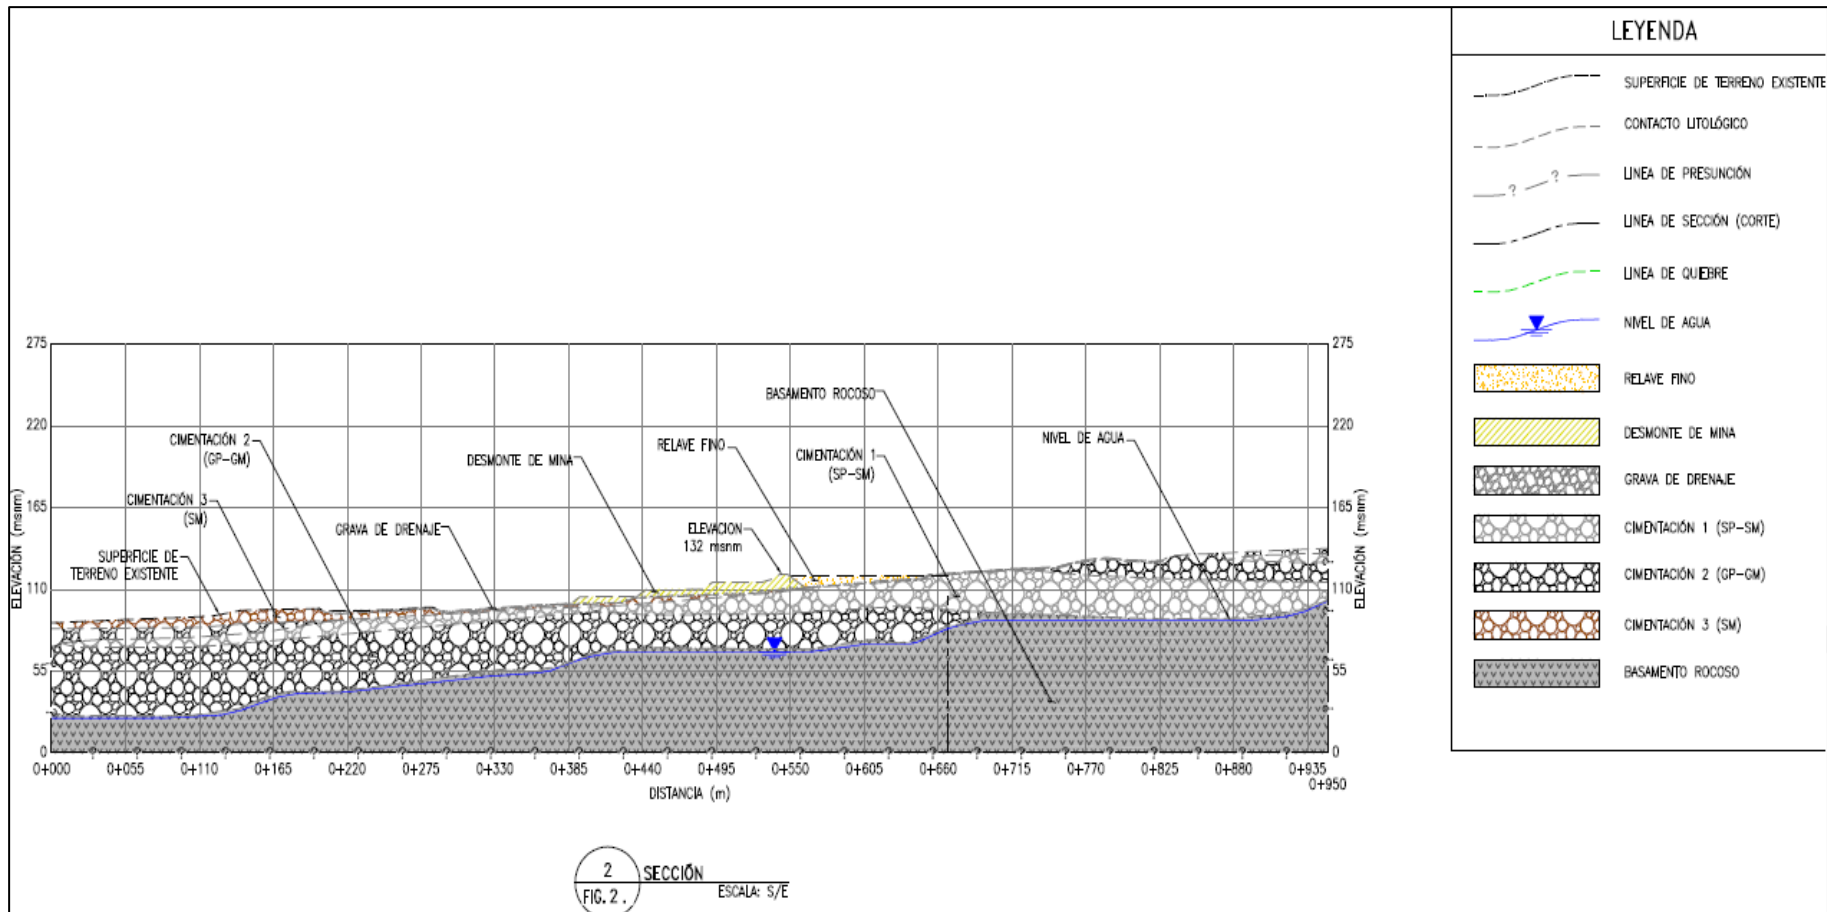 LEYENDA
SUPERFICIE DE TERRENO EXISTENTE
CONTACTO LITOLÓGICO
LINEA DE PRESUNCIÓN
? ?
LINEA DE SECCIÓN (CORTE)
LINEA DE QUIEBRE
NIVEL DE AGUA
RELAVE FINO
DESMONTE DE MINA
GRAVA DE DRENAJE
CIMENTACIÓN 1 (SP-SM)
CIMENTACIÓN 2 (GP-GM)
CIMENTACIÓN 3 (SM)
BASAMENTO ROCOSO
275
220
165
110
55
0
ELEVACIÓN (msnm)
CIMENTACIÓN 2
(GP-GM)
CIMENTACIÓN 3
(SM)
SUPERFICIE DE
TERRENO EXISTENTE
GRAVA DE DRENAJE
DESMONTE DE MINA
RELAVE FINO
ELEVACION
132 msnm
BASAMENTO ROCOSO
CIMENTACIÓN 1
(SP-SM)
NIVEL DE AGUA
275
220
165
110
55
0
ELEVACIÓN (msnm)
0+000 0+055 0+110 0+165 0+220 0+275 0+330 0+385 0+440 0+495 0+550 0+605 0+660 0+715 0+770 0+825 0+880 0+935
0+950
DISTANCIA (m)
2 SECCIÓN
FIG.2. ESCALA: S/E